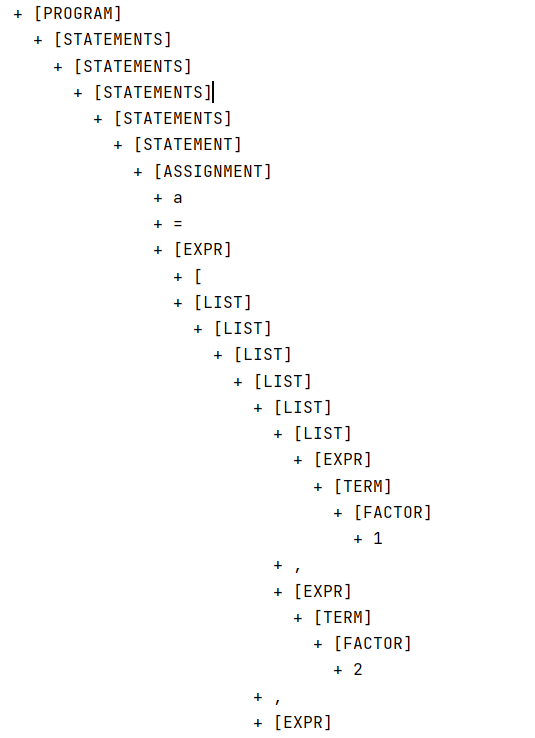 + [PROGRAM]
+ [STATEMENTS]
+ [STATEMENTS]
+ [STATEMENTS]
+ [STATEMENTS]
+ [STATEMENT]
+ [ASSIGNMENT]
+ a
+ =
+ [EXPR]
+ [
+ [LIST]
+ [LIST]
+ [LIST]
+ [LIST]
+ [LIST]
+ [LIST]
+ [EXPR]
+ [TERM]
+ [FACTOR]
+ 1
+ ,
+ [EXPR]
+ [TERM]
+ [FACTOR]
+ 2
+ ,
+ [EXPR]